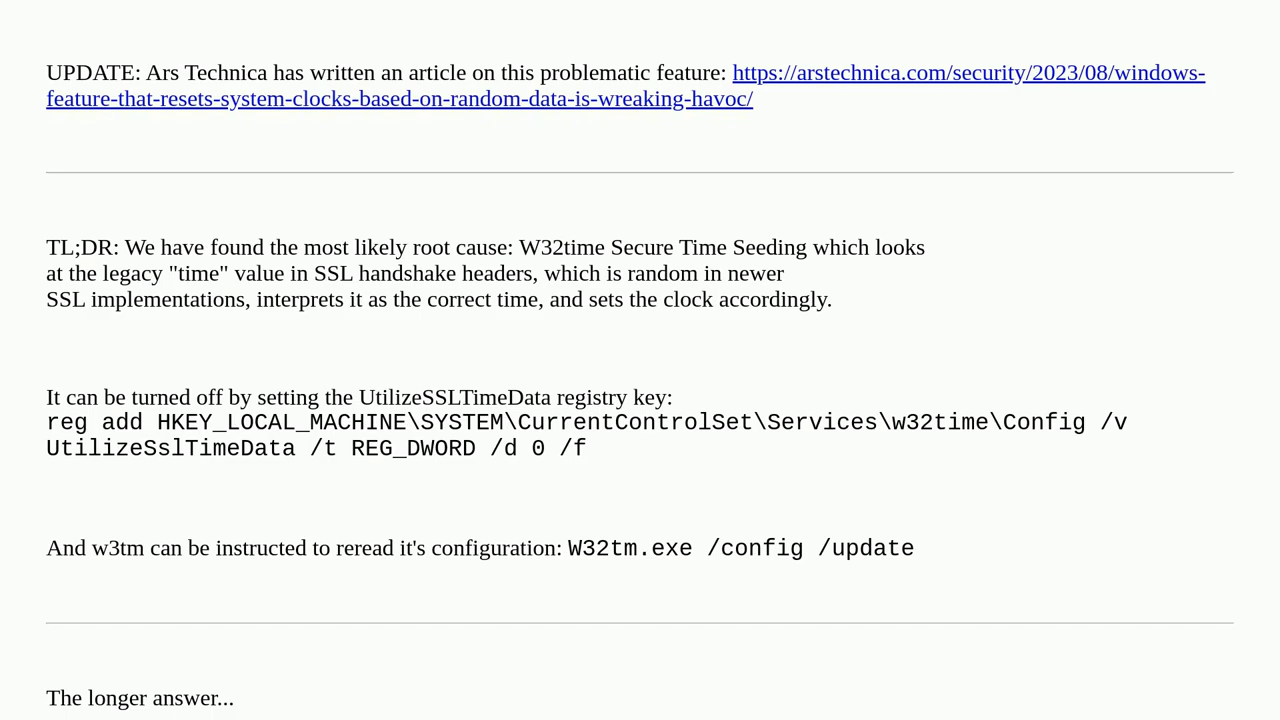 UPDATE: Ars Technica has written an article on this problematic feature: https://arstechnica.com/security/2023/08/windows-
feature-that-resets-system-clocks-based-on-random-data-is-wreaking-havoc/
TL;DR: We have found the most likely root cause: W32time Secure Time Seeding which looks
at the legacy "time" value in SSL handshake headers, which is random in newer
SSL implementations, interprets it as the correct time, and sets the clock accordingly.
It can be turned off by setting the UtilizeSSLTimeData registry key:
reg add HKEY_LOCAL_MACHINE\SYSTEM\CurrentControlSet\Services\w32time\Config /v
UtilizeSslTimeData /t REG_DWORD /d 0 /f
And w3tm can be instructed to reread it's configuration: W32tm.exe /config /update
The longer answer...